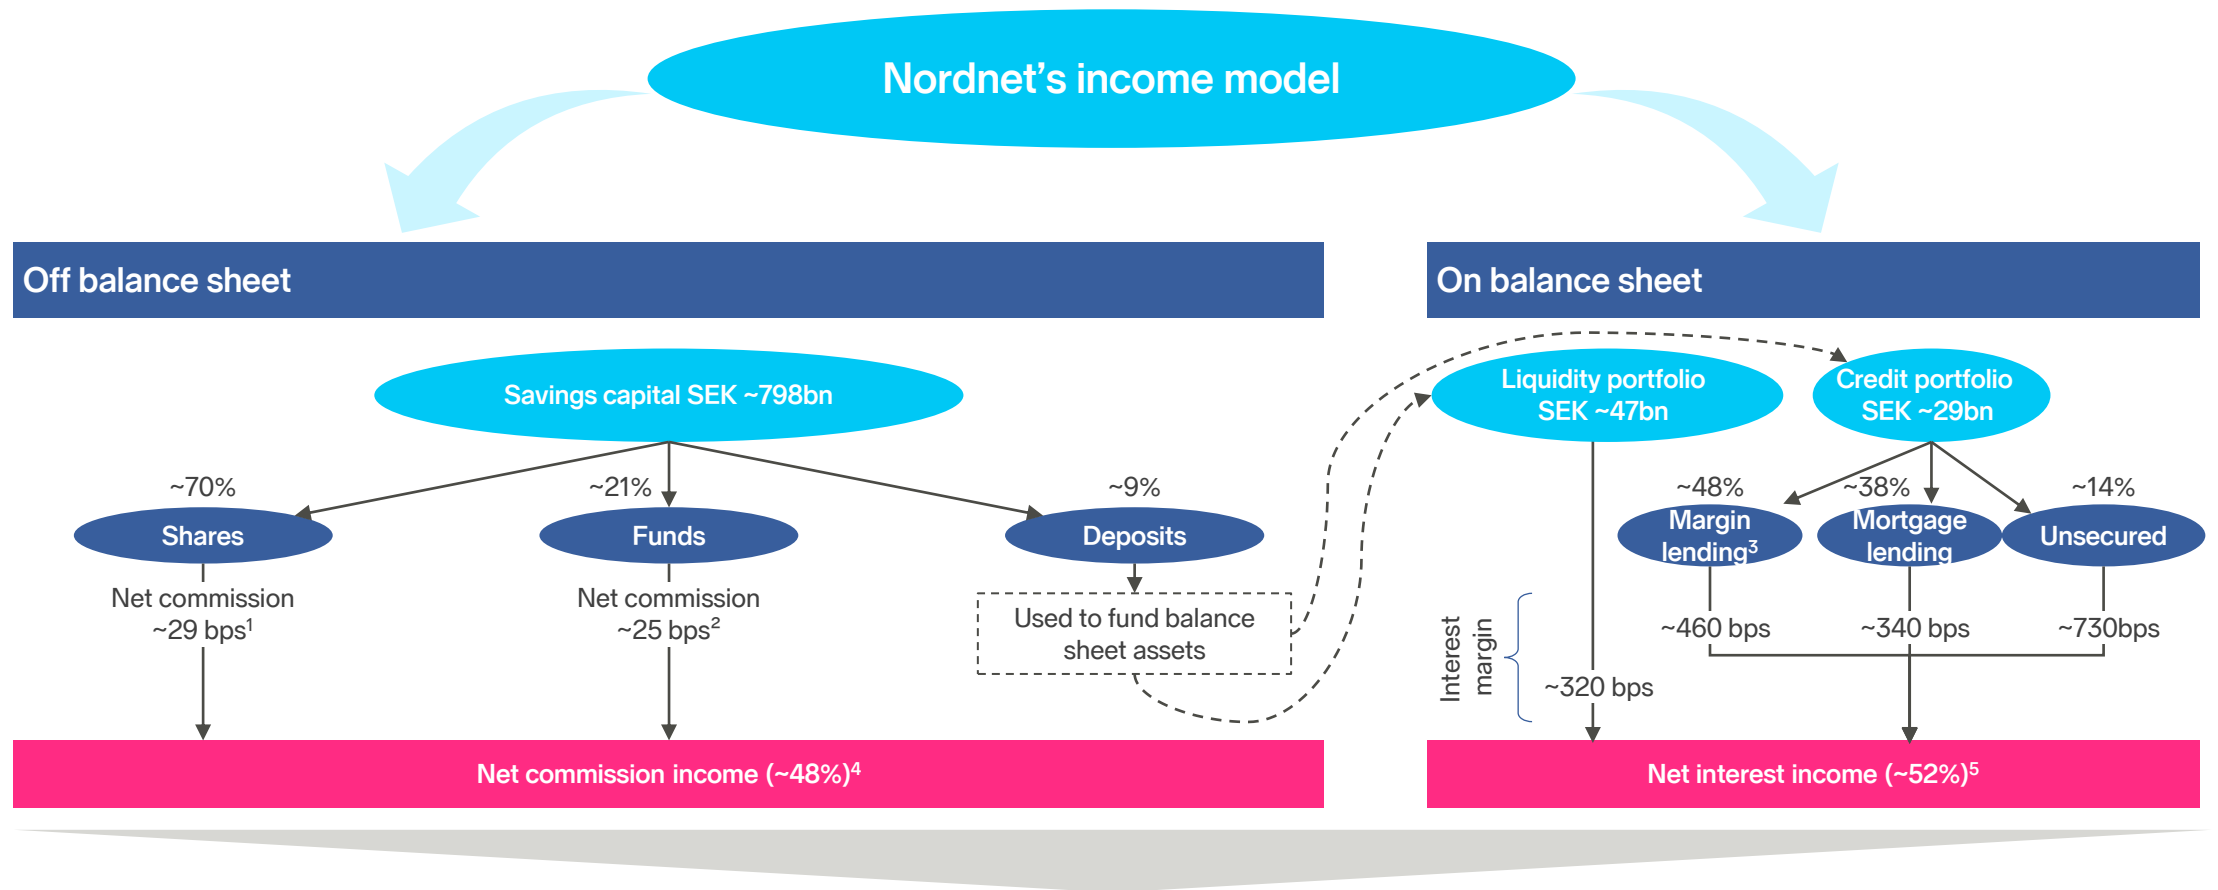 Nordnet's income model
Off balance sheet
On balance sheet
Savings capital SEK ~798bn
Liquidity portfolio
SEK ~47bn
Credit portfolio
SEK ~29bn
~70%
~21%
~9%
~48%
~38%
~14%
Shares
Funds
Deposits
Margin
lending³
Mortgage
lending
Unsecured
Net commission
~29 bps¹
Net commission
~25 bps²
Used to fund balance
sheet assets
Interest
margin
~320 bps
~460 bps
~340 bps
~730bps
Net commission income (~48%)⁴
Net interest income (~52%)⁵